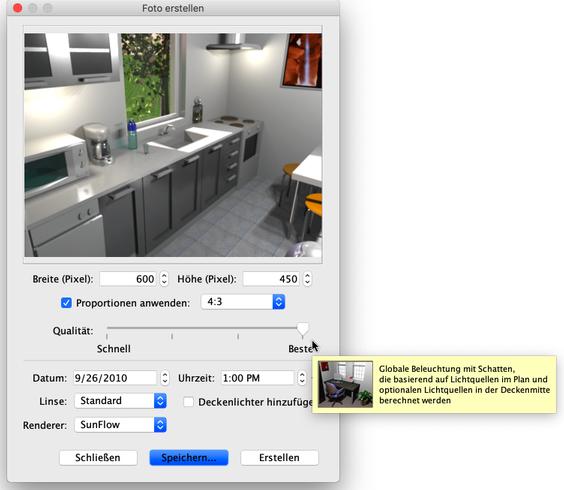 Foto erstellen
Breite (Pixel): 600 Höhe (Pixel): 450
Proportionen anwenden: 4:3
Qualität:
Schnell Beste
Globale Beleuchtung mit Schatten,
die basierend auf Lichtquellen im Plan und
optionalen Lichtquellen in der Deckenmitte
berechnet werden
Datum: 9/26/2010 Uhrzeit: 1:00 PM
Linse: Standard Deckenlichter hinzufüge
Renderer: SunFlow
Schließen Speichern... Erstellen